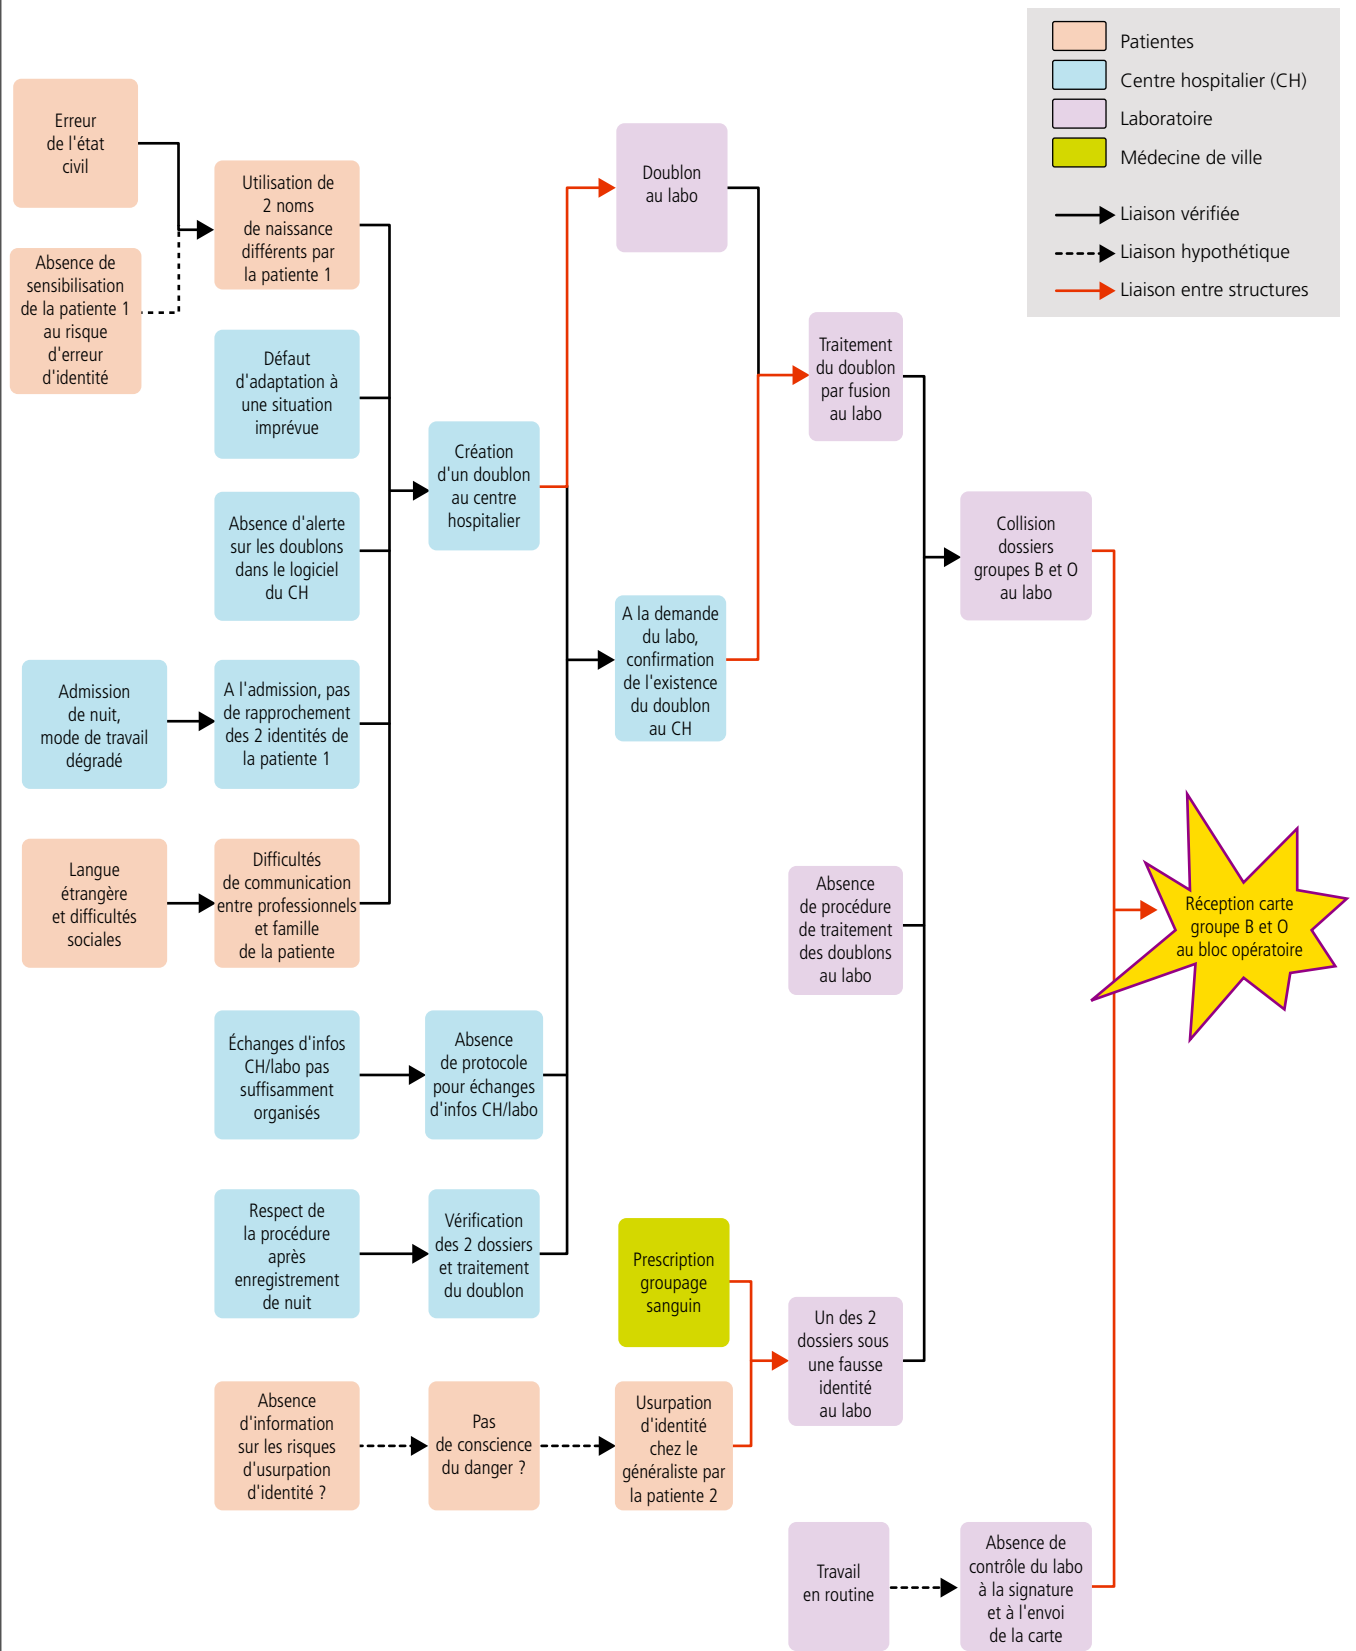 Patientes
Centre hospitalier (CH)
Laboratoire
Médecine de ville
Liaison vérifiée
Liaison hypothétique
Liaison entre structures
Erreur
de l'état
civil
Absence de
sensibilisation
de la patiente 1
au risque
d'erreur
d'identité
Utilisation de
2 noms
de naissance
différents par
la patiente 1
Défaut
d'adaptation à
une situation
imprévue
Absence d'alerte
sur les doublons
dans le logiciel
du CH
Admission
de nuit,
mode de travail
dégradé
A l'admission, pas
de rapprochement
des 2 identités de
la patiente 1
Langue
étrangère
et difficultés
sociales
Difficultés
de communication
entre professionnels
et famille
de la patiente
Création
d'un doublon
au centre
hospitalier
Échanges d'infos
CH/labo pas
suffisamment
organisés
Absence
de protocole
pour échanges
d'infos CH/labo
Respect de
la procédure
après
enregistrement
de nuit
Vérification
des 2 dossiers
et traitement
du doublon
Doublon
au labo
A la demande
du labo,
confirmation
de l'existence
du doublon
au CH
Traitement
du doublon
par fusion
au labo
Absence
de procédure
de traitement
des doublons
au labo
Absence
d'information
sur les risques
d'usurpation
d'identité ?
Pas
de conscience
du danger ?
Usurpation
d'identité
chez le
généraliste par
la patiente 2
Prescription
groupage
sanguin
Un des 2
dossiers sous
une fausse
identité
au labo
Collision
dossiers
groupes B et O
au labo
Travail
en routine
Absence de
contrôle du labo
à la signature
et à l'envoi
de la carte
Réception carte
groupe B et O
au bloc opératoire